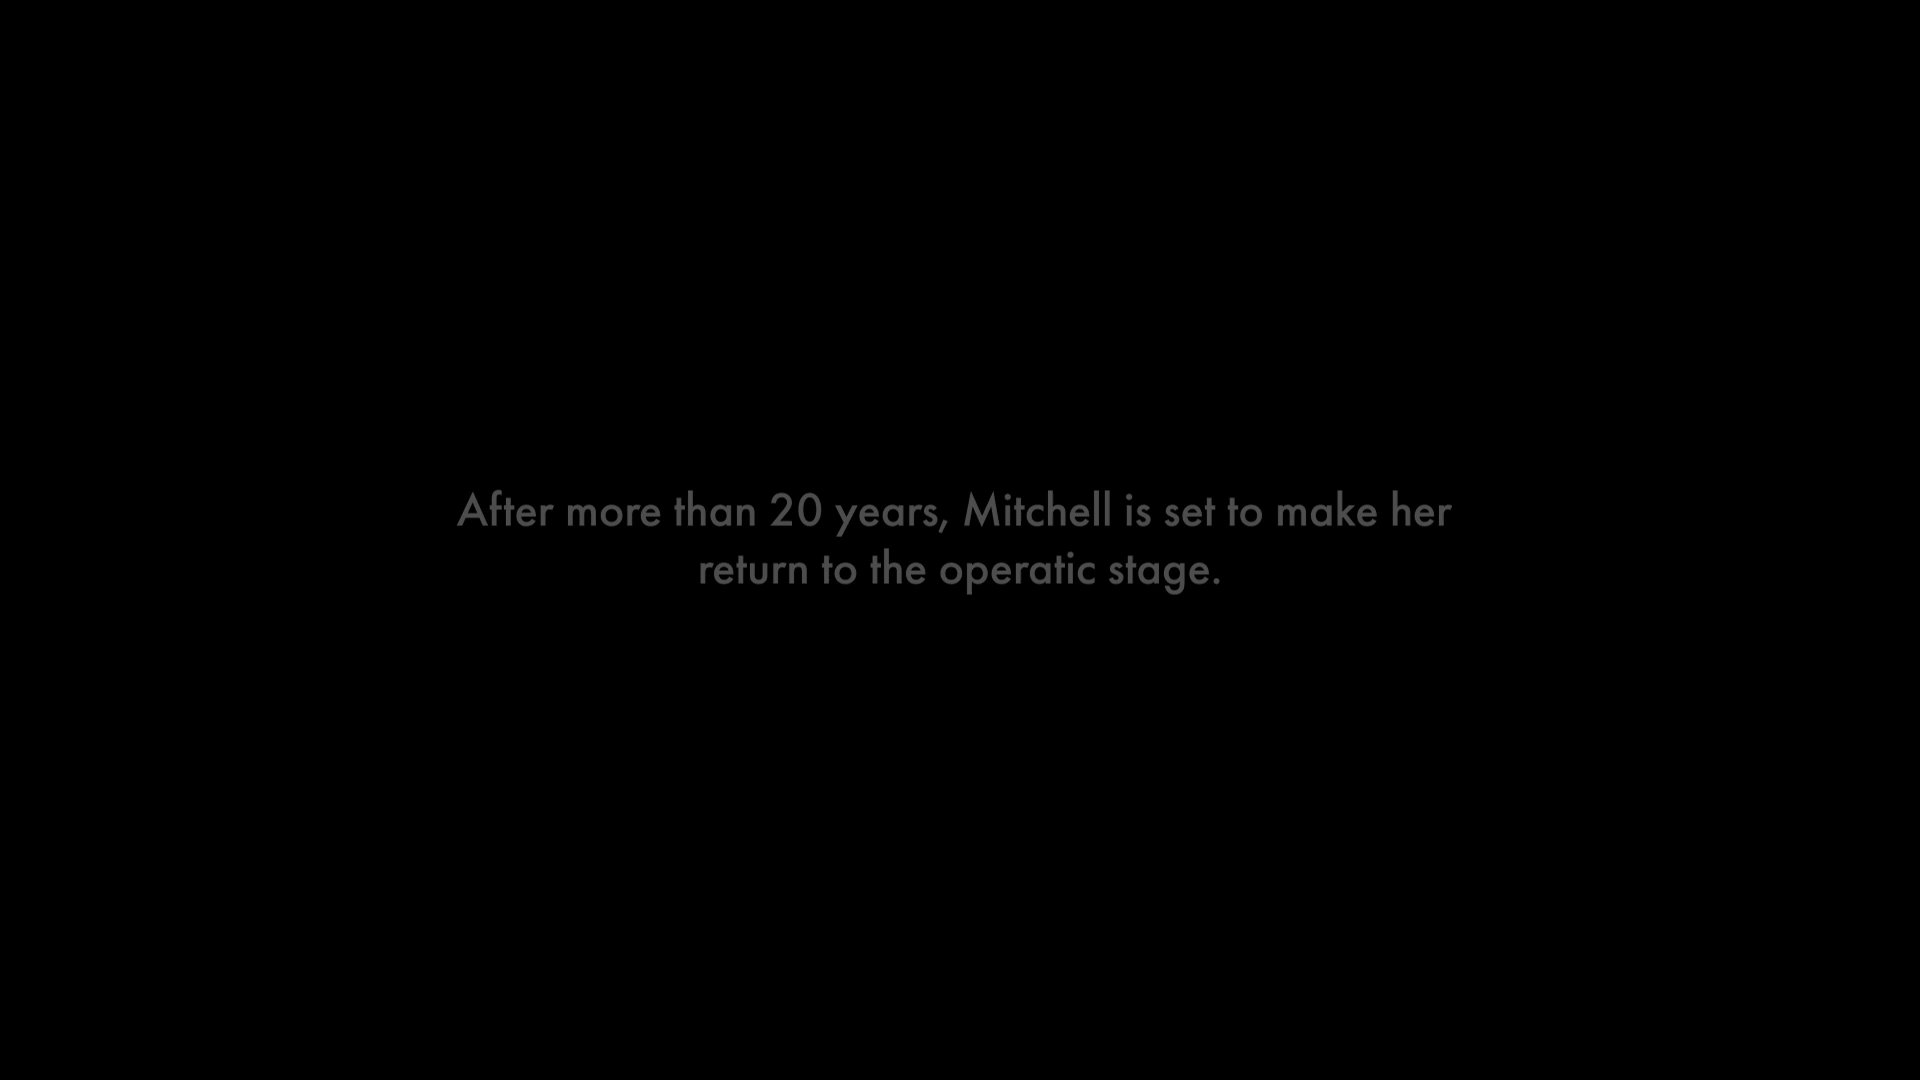 After more than 20 years, Mitchell is set to make her
return to the operatic stage.